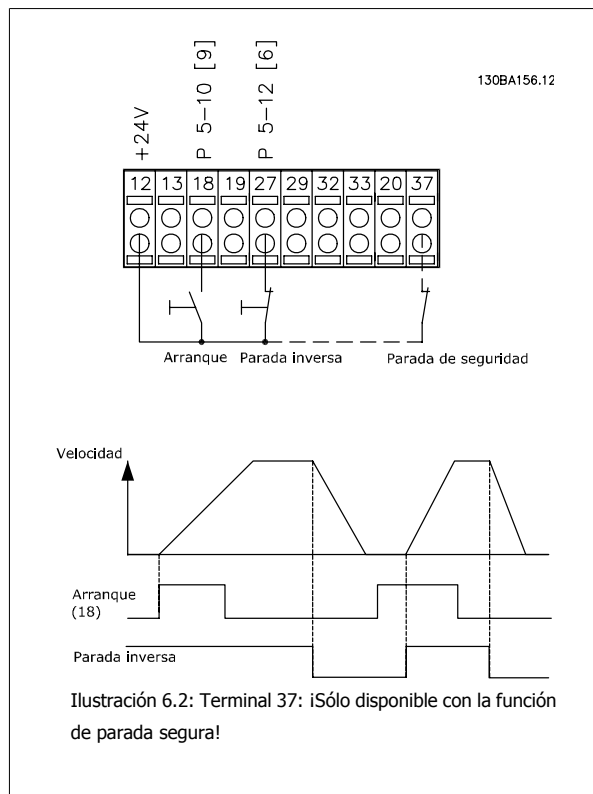 130BA156.12
+24V
P 5-10 [9]
P 5-12 [6]
12 13 18 19 27 29 32 33 20 37
Arranque Parada inversa Parada de seguridad
Velocidad
Arranque
(18)
Parada inversa
Ilustración 6.2: Terminal 37: ¡Sólo disponible con la función
de parada segura!